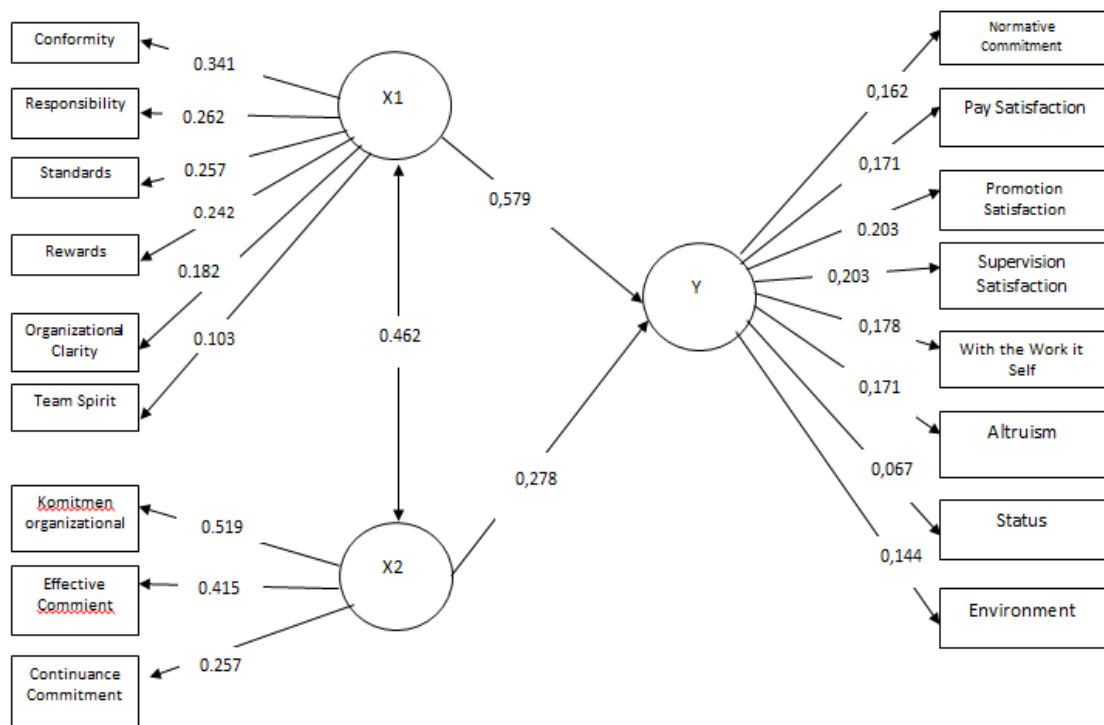 Conformity
0.341
Responsibility
0.262
Standards
0.257
Rewards
0.242
Organizational
Clarity
0.182
Team Spirit
0.103
X1
0.462
Komitmen
organizational
0.519
Effective
Commient
0.415
Continuance
Commitment
0.257
X2
0,579
0,278
Y
Normative
Commitment
0,162
Pay Satisfaction
0,171
Promotion
Satisfaction
0.203
Supervision
Satisfaction
0,203
With the Work it
Self
0,178
Altruism
0,171
Status
0,067
Environment
0,144